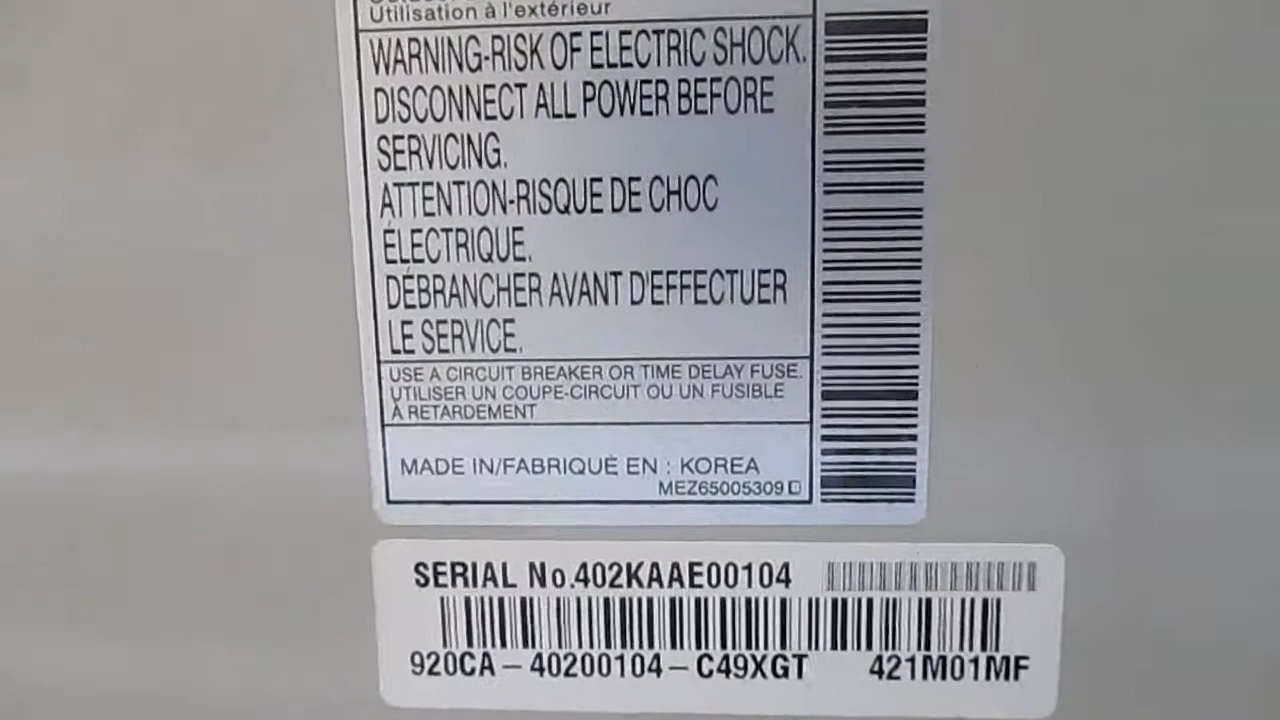 Utilisation à l'extérieur
WARNING-RISK OF ELECTRIC SHOCK.
DISCONNECT ALL POWER BEFORE
SERVICING.
ATTENTION-RISQUE DE CHOC
ÉLECTRIQUE.
DÉBRANCHER AVANT D'EFFECTUER
LE SERVICE.
USE A CIRCUIT BREAKER OR TIME DELAY FUSE.
UTILISER UN COUPE-CIRCUIT OU UN FUSIBLE
À RETARDEMENT
MADE IN/FABRIQUÉ EN : KOREA
MEZ65005309
SERIAL No.402KAAE00104
920CA-40200104-C49XGT 421M01MF